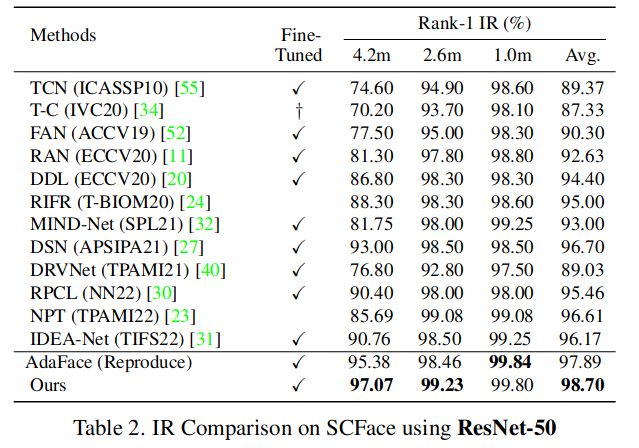 Methods Fine-Tuned Rank-1 IR (%)
4.2m 2.6m 1.0m Avg.
TCN (ICASSP10) [55] ✓ 74.60 94.90 98.60 89.37
T-C (IVC20) [34] † 70.20 93.70 98.10 87.33
FAN (ACCV19) [52] ✓ 77.50 95.00 98.30 90.30
RAN (ECCV20) [11] ✓ 81.30 97.80 98.80 92.63
DDL (ECCV20) [20] ✓ 86.80 98.30 98.30 94.40
RIFR (T-BIOM20) [24] 88.30 98.30 98.60 95.00
MIND-Net (SPL21) [32] ✓ 81.75 98.00 99.25 93.00
DSN (APSIPA21) [27] ✓ 93.00 98.50 98.50 96.70
DRVNet (TPAMI21) [40] ✓ 76.80 92.80 97.50 89.03
RPCL (NN22) [30] ✓ 90.40 98.00 98.00 95.46
NPT (TPAMI22) [23] 85.69 99.08 99.08 96.61
IDEA-Net (TIFS22) [31] ✓ 90.76 98.50 99.25 96.17
AdaFace (Reproduce) ✓ 95.38 98.46 99.84 97.89
Ours ✓ 97.07 99.23 99.80 98.70
Table 2. IR Comparison on SCFace using ResNet-50